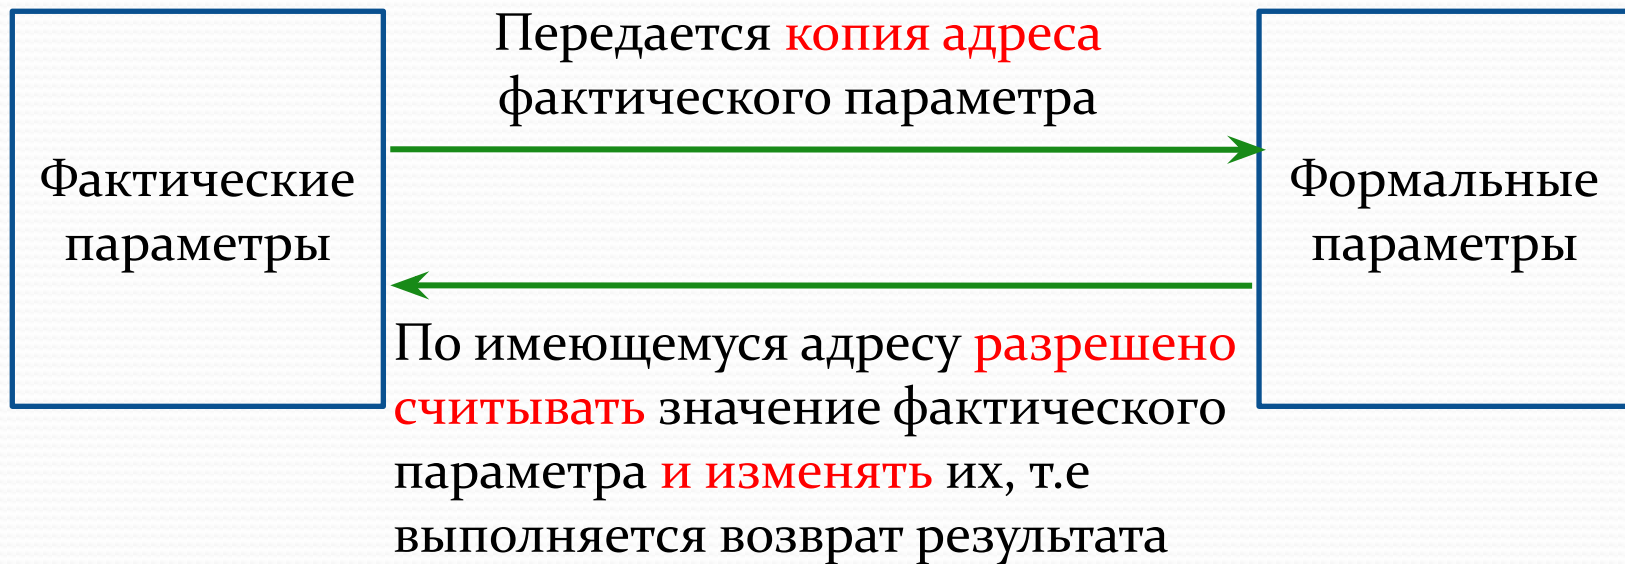 Передается копия адреса
фактического параметра
Фактические
параметры
Формальные
параметры
По имеющемуся адресу разрешено
считывать значение фактического
параметра и изменять их, т.е
выполняется возврат результата